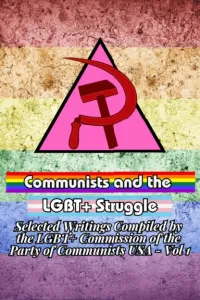 Communists and the
LGBT+ Struggle
Selected Writings Compiled by
the LGBT+ Commission of the
Party of Communists USA - Vol.1